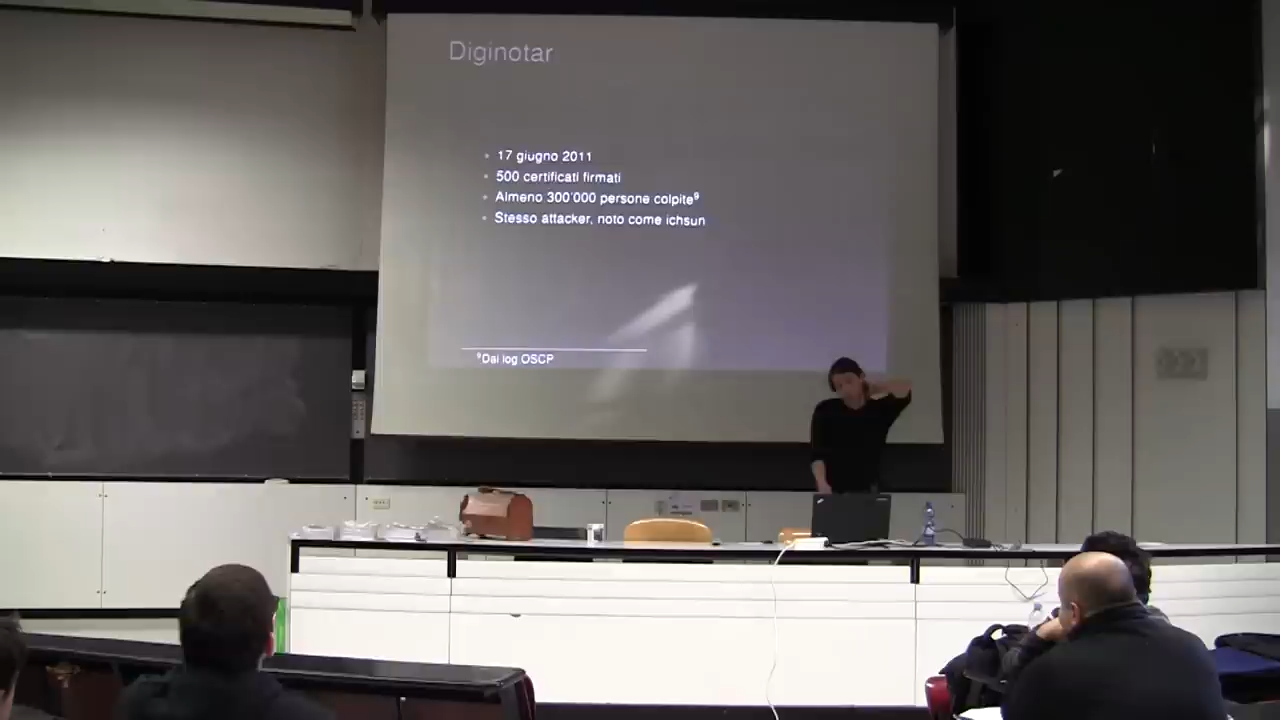 Diginotar
17 giugno 2011
500 certificati firmati
Almeno 300'000 persone colpite⁹
Stesso attacker, noto come ichsun
⁹Dai log OSCP